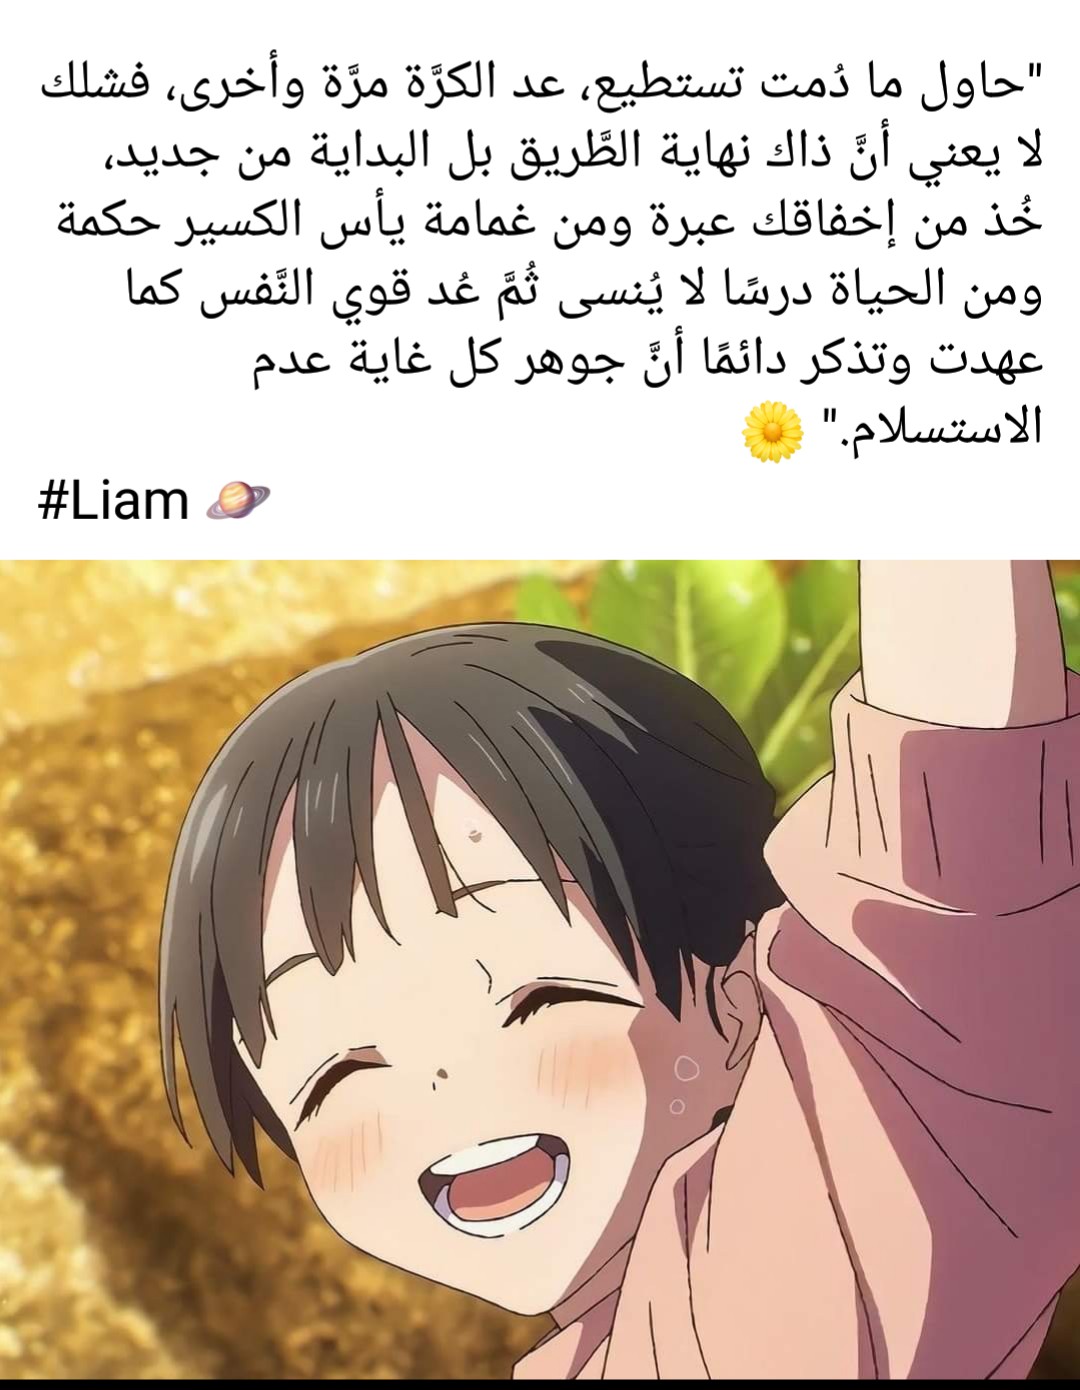 "حاول ما دُمت تستطيع، عد الكرَّة مرَّة وأخرى، فشلك
لا يعني أنَّ ذاك نهاية الطَّريق بل البداية من جديد،
خُذ من إخفاقك عبرة ومن غمامة يأس الكسير حكمة
ومن الحياة درسًا لا يُنسى ثُمَّ عُد قوي النَّفس كما
عهدت وتذكر دائمًا أنَّ جوهر كل غاية عدم
الاستسلام." 🌼
#Liam 🪐